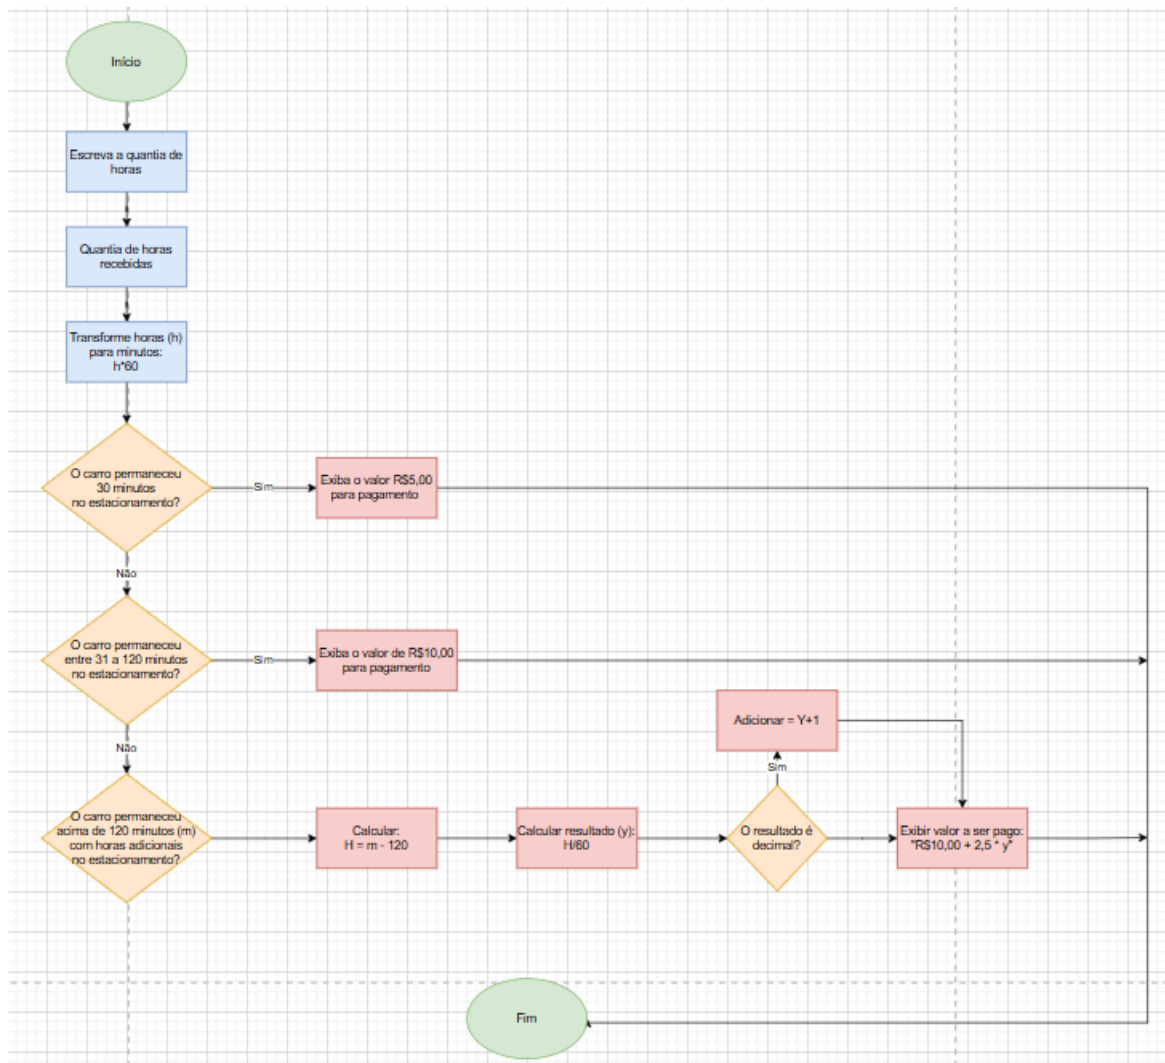 Início
Escreva a quantia de
horas
Quantia de horas
recebidas
Transforme horas (h)
para minutos:
h*60
O carro permaneceu
30 minutos
no estacionamento?
Sim
Exiba o valor R$5,00
para pagamento
Não
O carro permaneceu
entre 31 a 120 minutos
no estacionamento?
Sim
Exiba o valor de R$10,00
para pagamento
Não
Adicionar = Y+1
Sim
O carro permaneceu
acima de 120 minutos (m)
com horas adicionais
no estacionamento?
Calcular:
H = m - 120
Calcular resultado (y):
H/60
O resultado é
decimal?
Exibir valor a ser pago:
"R$10,00 + 2,5 * y"
Fim